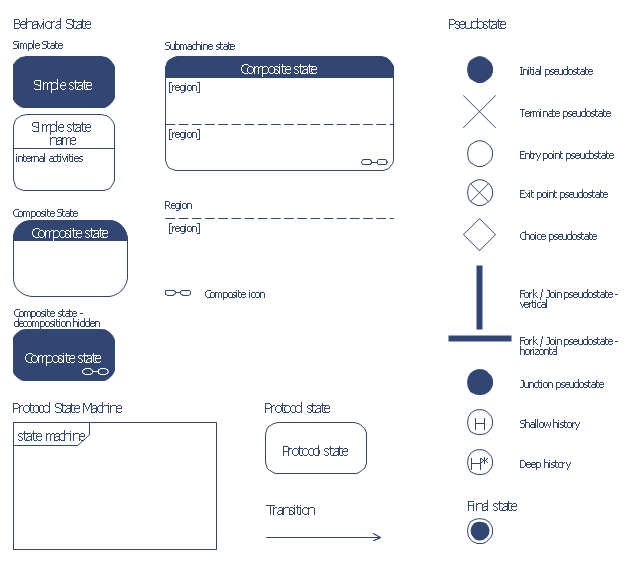 Behavioral State
Simple State
Simple state
Simple state
name
internal activities
Composite State
Composite state
Composite state -
decomposition hidden
Composite state
Submachine state
Composite state
[region]
[region]
Region
[region]
Composite icon
Protocol State Machine
state machine
Protocol state
Protocol state
Transition
Pseudostate
Initial pseudostate
Terminate pseudostate
Entry point pseudostate
Exit point pseudostate
Choice pseudostate
Fork / Join pseudostate -
vertical
Fork / Join pseudostate -
horizontal
Junction pseudostate
H
Shallow history
H*
Deep history
Final state